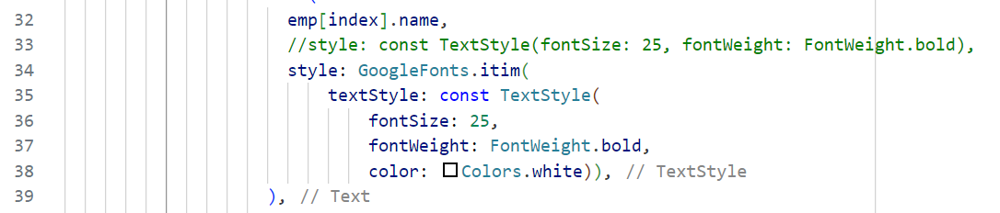 32 emp[index].name,
33 //style: const TextStyle(fontSize: 25, fontWeight: FontWeight.bold),
34 style: GoogleFonts.itim(
35 textStyle: const TextStyle(
36 fontSize: 25,
37 fontWeight: FontWeight.bold,
38 color: Colors.white)), // TextStyle
39 ), // Text